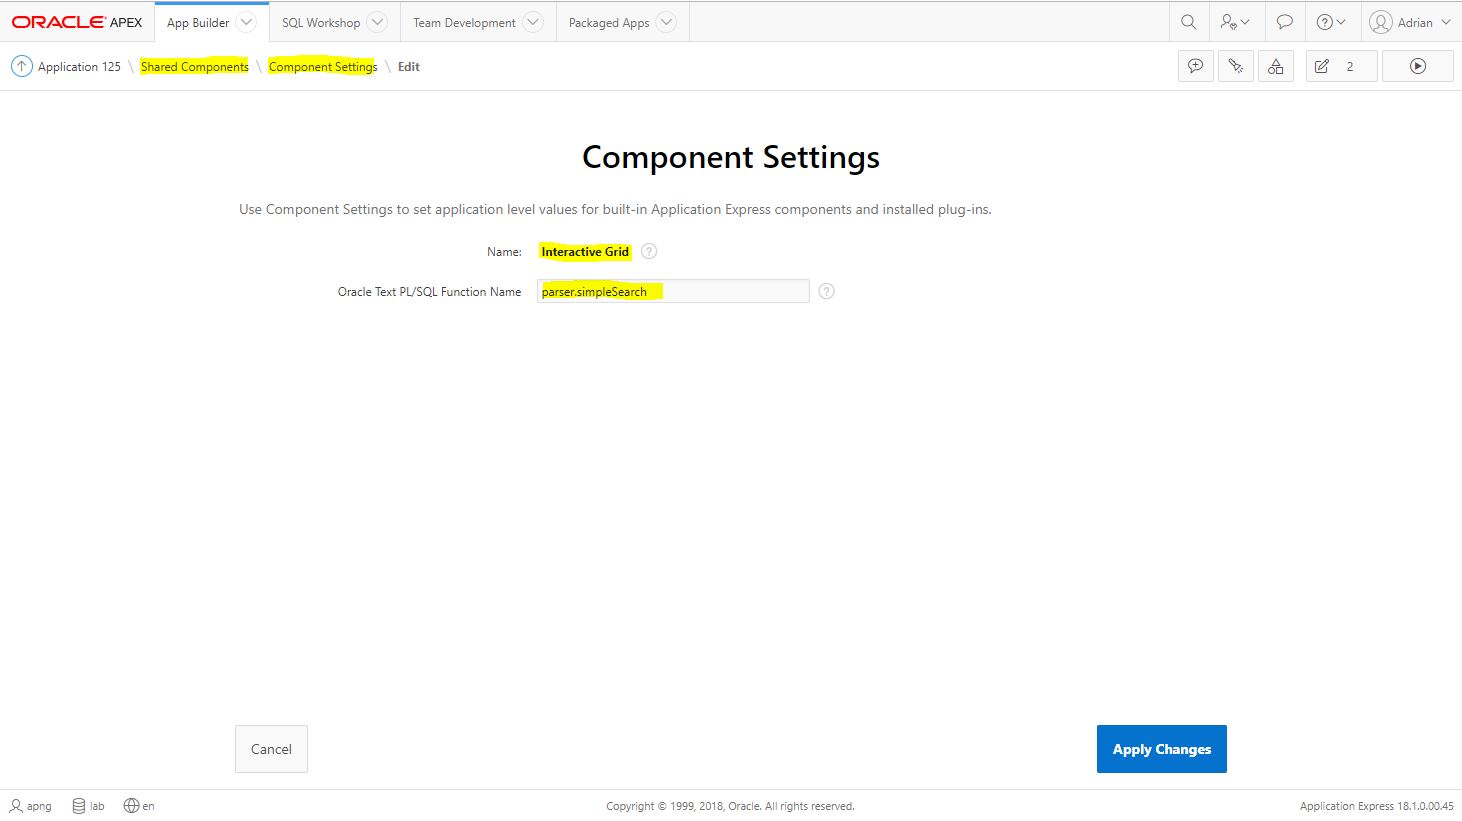 ORACLE APEX App Builder SQL Workshop Team Development Packaged Apps Adrian
Application 125 \ Shared Components \ Component Settings \ Edit 2
Component Settings
Use Component Settings to set application level values for built-in Application Express components and installed plug-ins.
Name: Interactive Grid ?
Oracle Text PL/SQL Function Name parser.simpleSearch ?
Cancel Apply Changes
apng lab en Copyright © 1999, 2018, Oracle. All rights reserved. Application Express 18.1.0.00.45